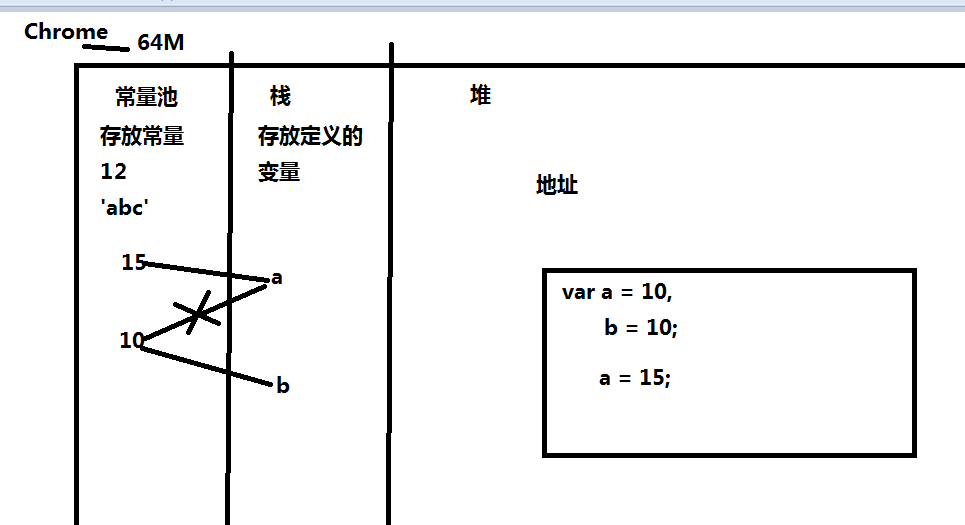 Chrome
64M
常量池
存放常量
12
'abc'
15
10
栈
存放定义的
变量
a
b
堆
地址
var a = 10,
b = 10;
a = 15;